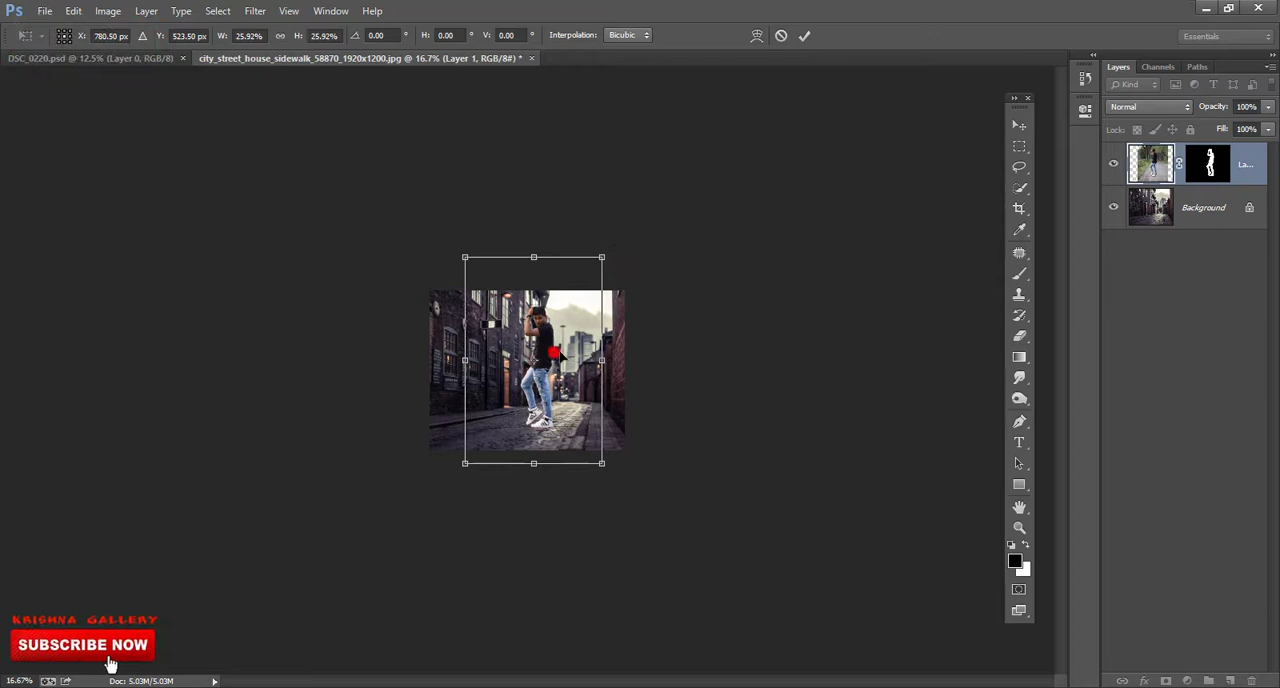 Ps File Edit Image Layer Type Select Filter View Window Help
X: 780.50 px Y: 523.50 px W: 25.92% H: 25.92% 0.00 ° H: 0.00 ° V: 0.00 ° Interpolation: Bicubic Essentials
DSC_0220.psd @ 12.5% (Layer 0, RGB/8) × city_street_house_sidewalk_58870_1920x1200.jpg @ 16.7% (Layer 1, RGB/8#) * ×
Layers Channels Paths
Kind
Normal Opacity: 100%
Lock: Fill: 100%
La...
Background
KRISHNA GALLERY
SUBSCRIBE NOW
16.67% Doc: 5.03M/5.03M